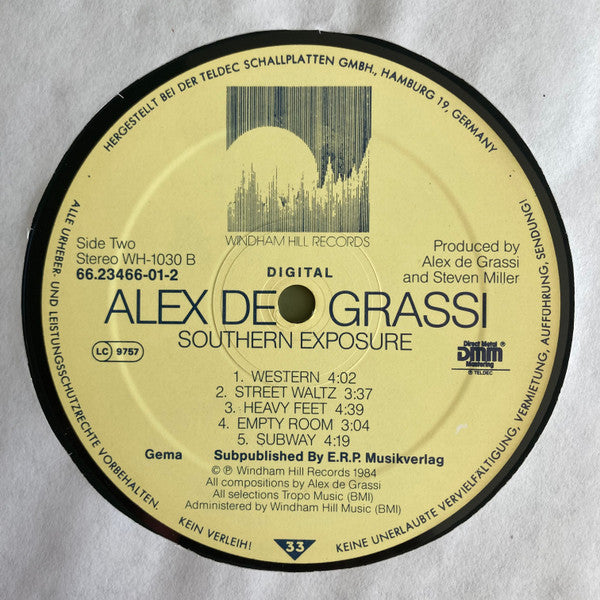 HERGESTELLT BEI DER TELDEC SCHALLPLATTEN GMBH., HAMBURG 19, GERMANY
WINDHAM HILL RECORDS
Side Two
Stereo WH-1030 B
66.23466-01-2
DIGITAL
Produced by
Alex de Grassi
and Steven Miller
ALEX DE GRASSI
SOUTHERN EXPOSURE
LC 9757
Direct Metal
DMM ®
Mastering
℗ TELDEC
1. WESTERN 4:02
2. STREET WALTZ 3:37
3. HEAVY FEET 4:39
4. EMPTY ROOM 3:04
5. SUBWAY 4:19
Gema Subpublished By E.R.P. Musikverlag
© ℗ Windham Hill Records 1984
All compositions by Alex de Grassi
All selections Tropo Music (BMI)
Administered by Windham Hill Music (BMI)
33
ALLE URHEBER- UND LEISTUNGSSCHUTZRECHTE VORBEHALTEN.
KEIN VERLEIH!
KEINE UNERLAUBTE VERVIELFÄLTIGUNG, VERMIETUNG, AUFFÜHRUNG, SENDUNG!